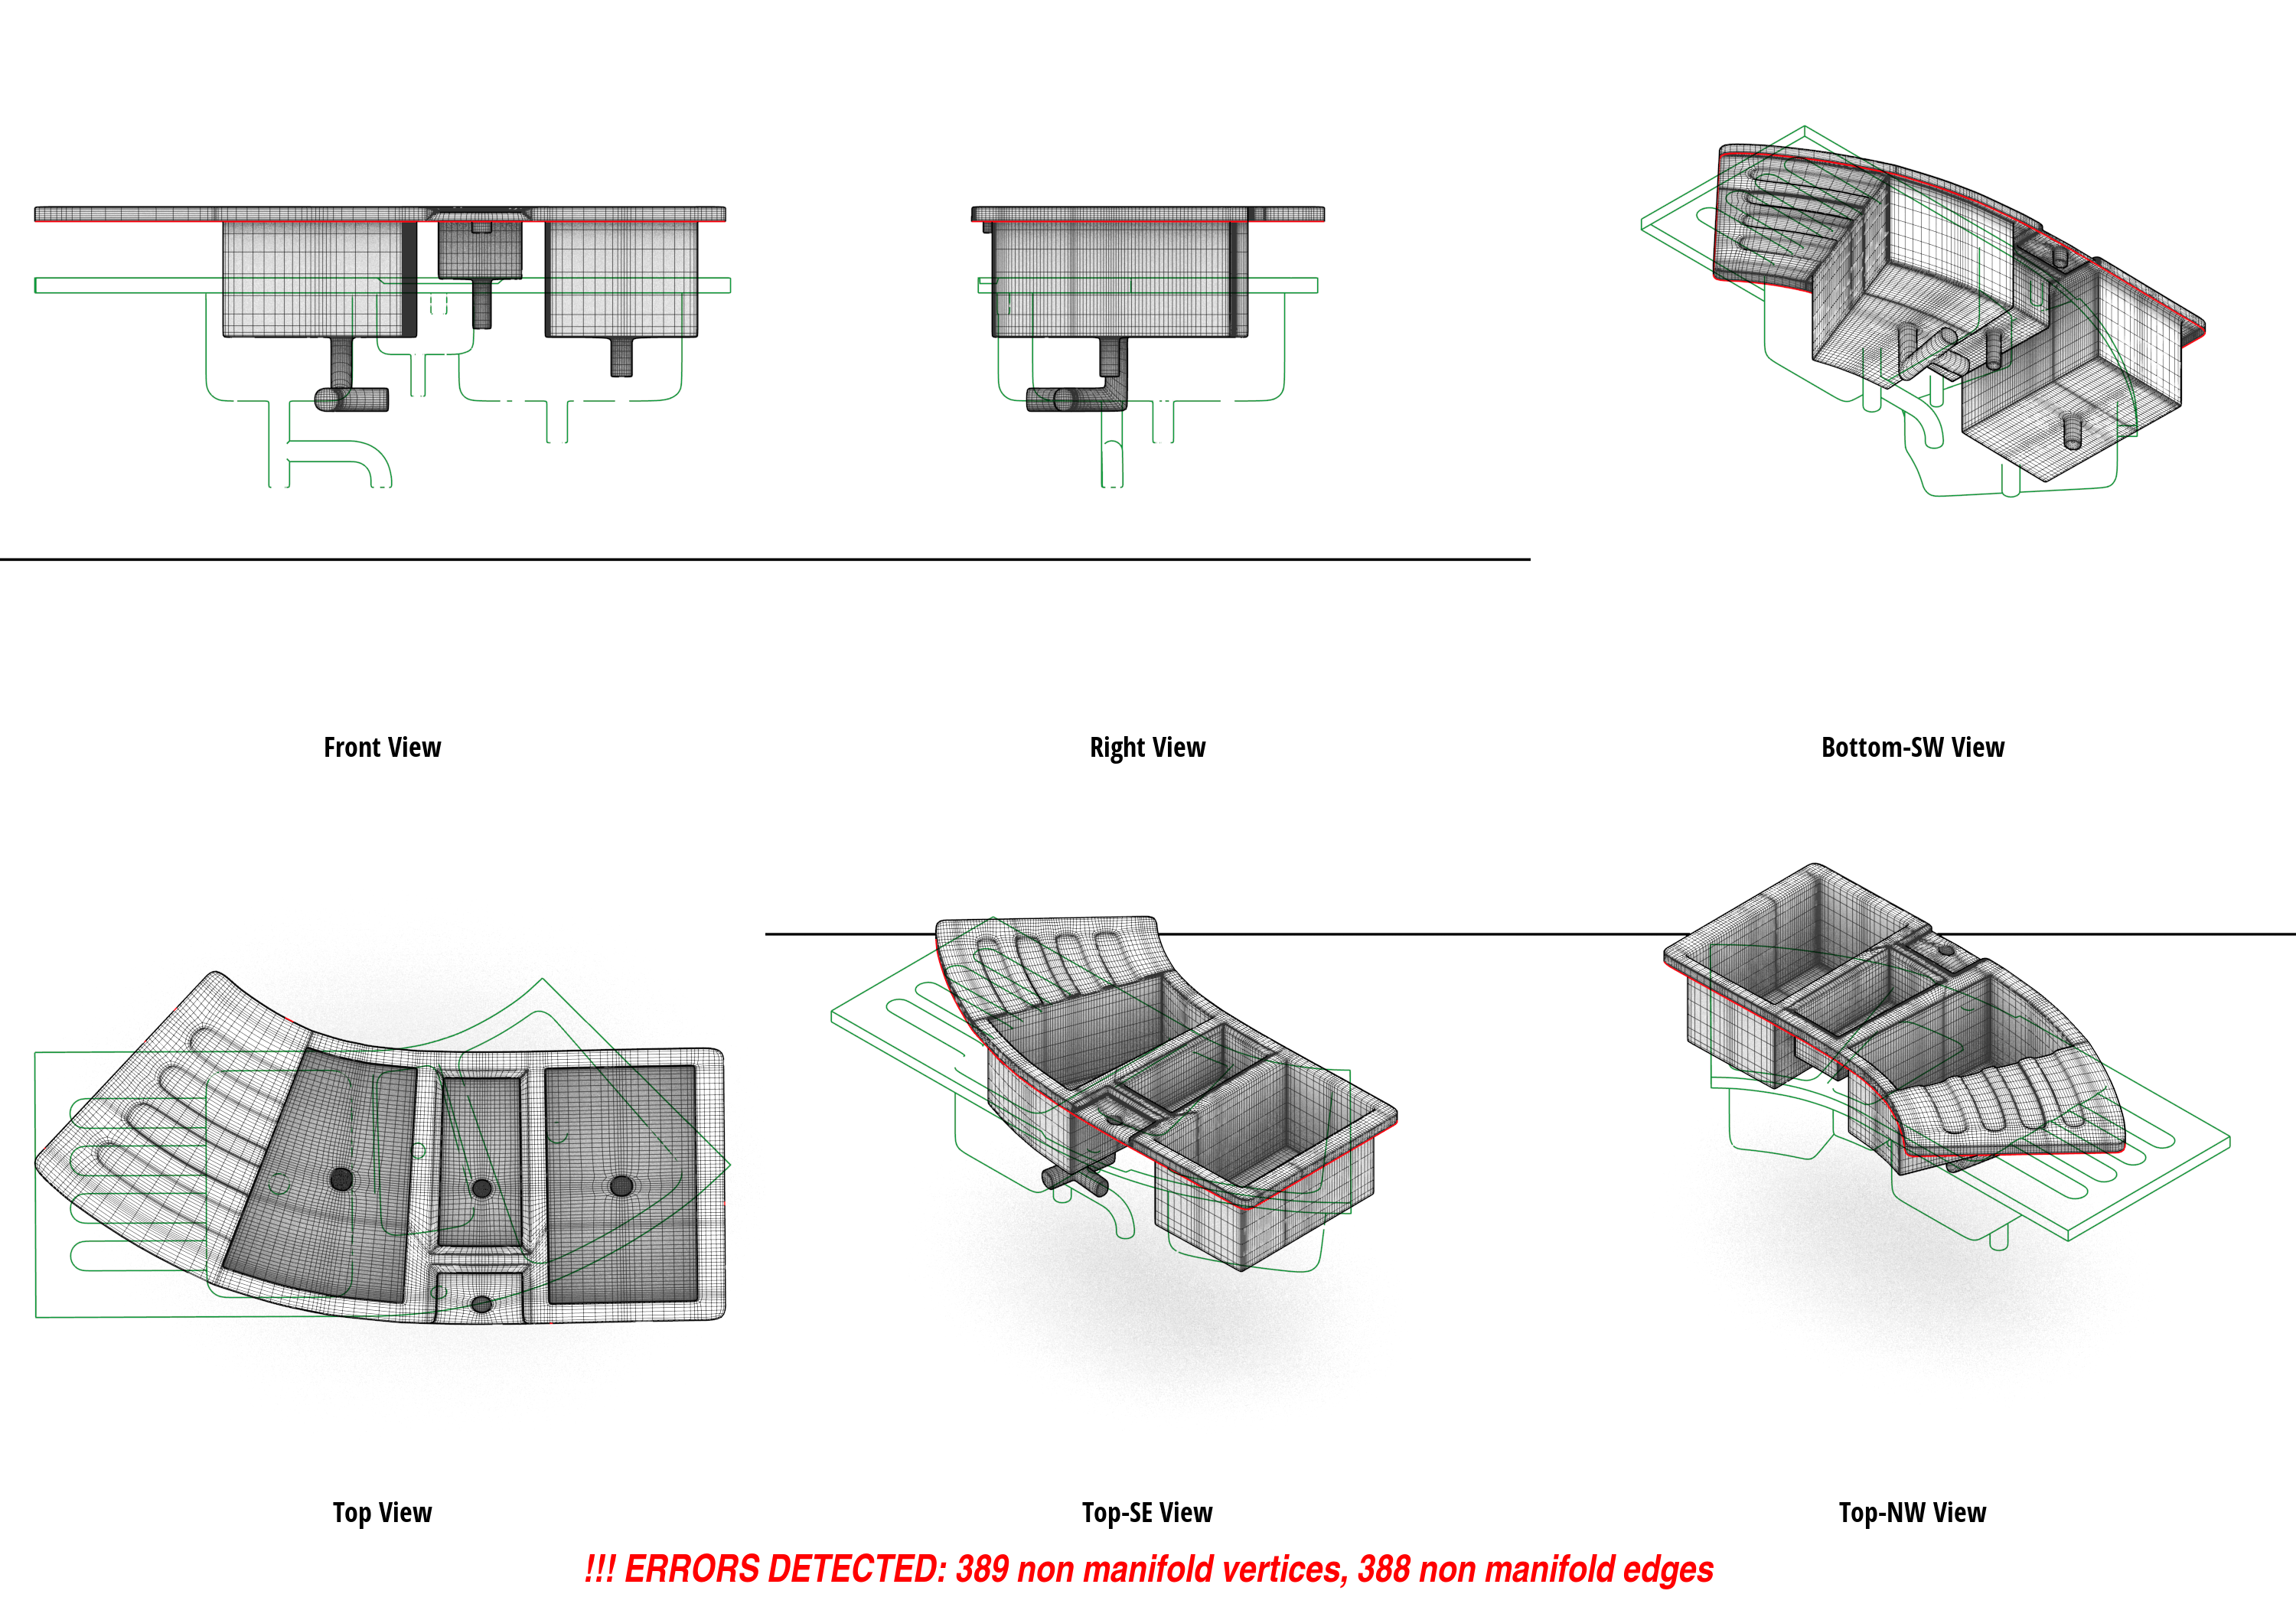 Front View
Right View
Bottom-SW View
Top View
Top-SE View
Top-NW View
!!! ERRORS DETECTED: 389 non manifold vertices, 388 non manifold edges